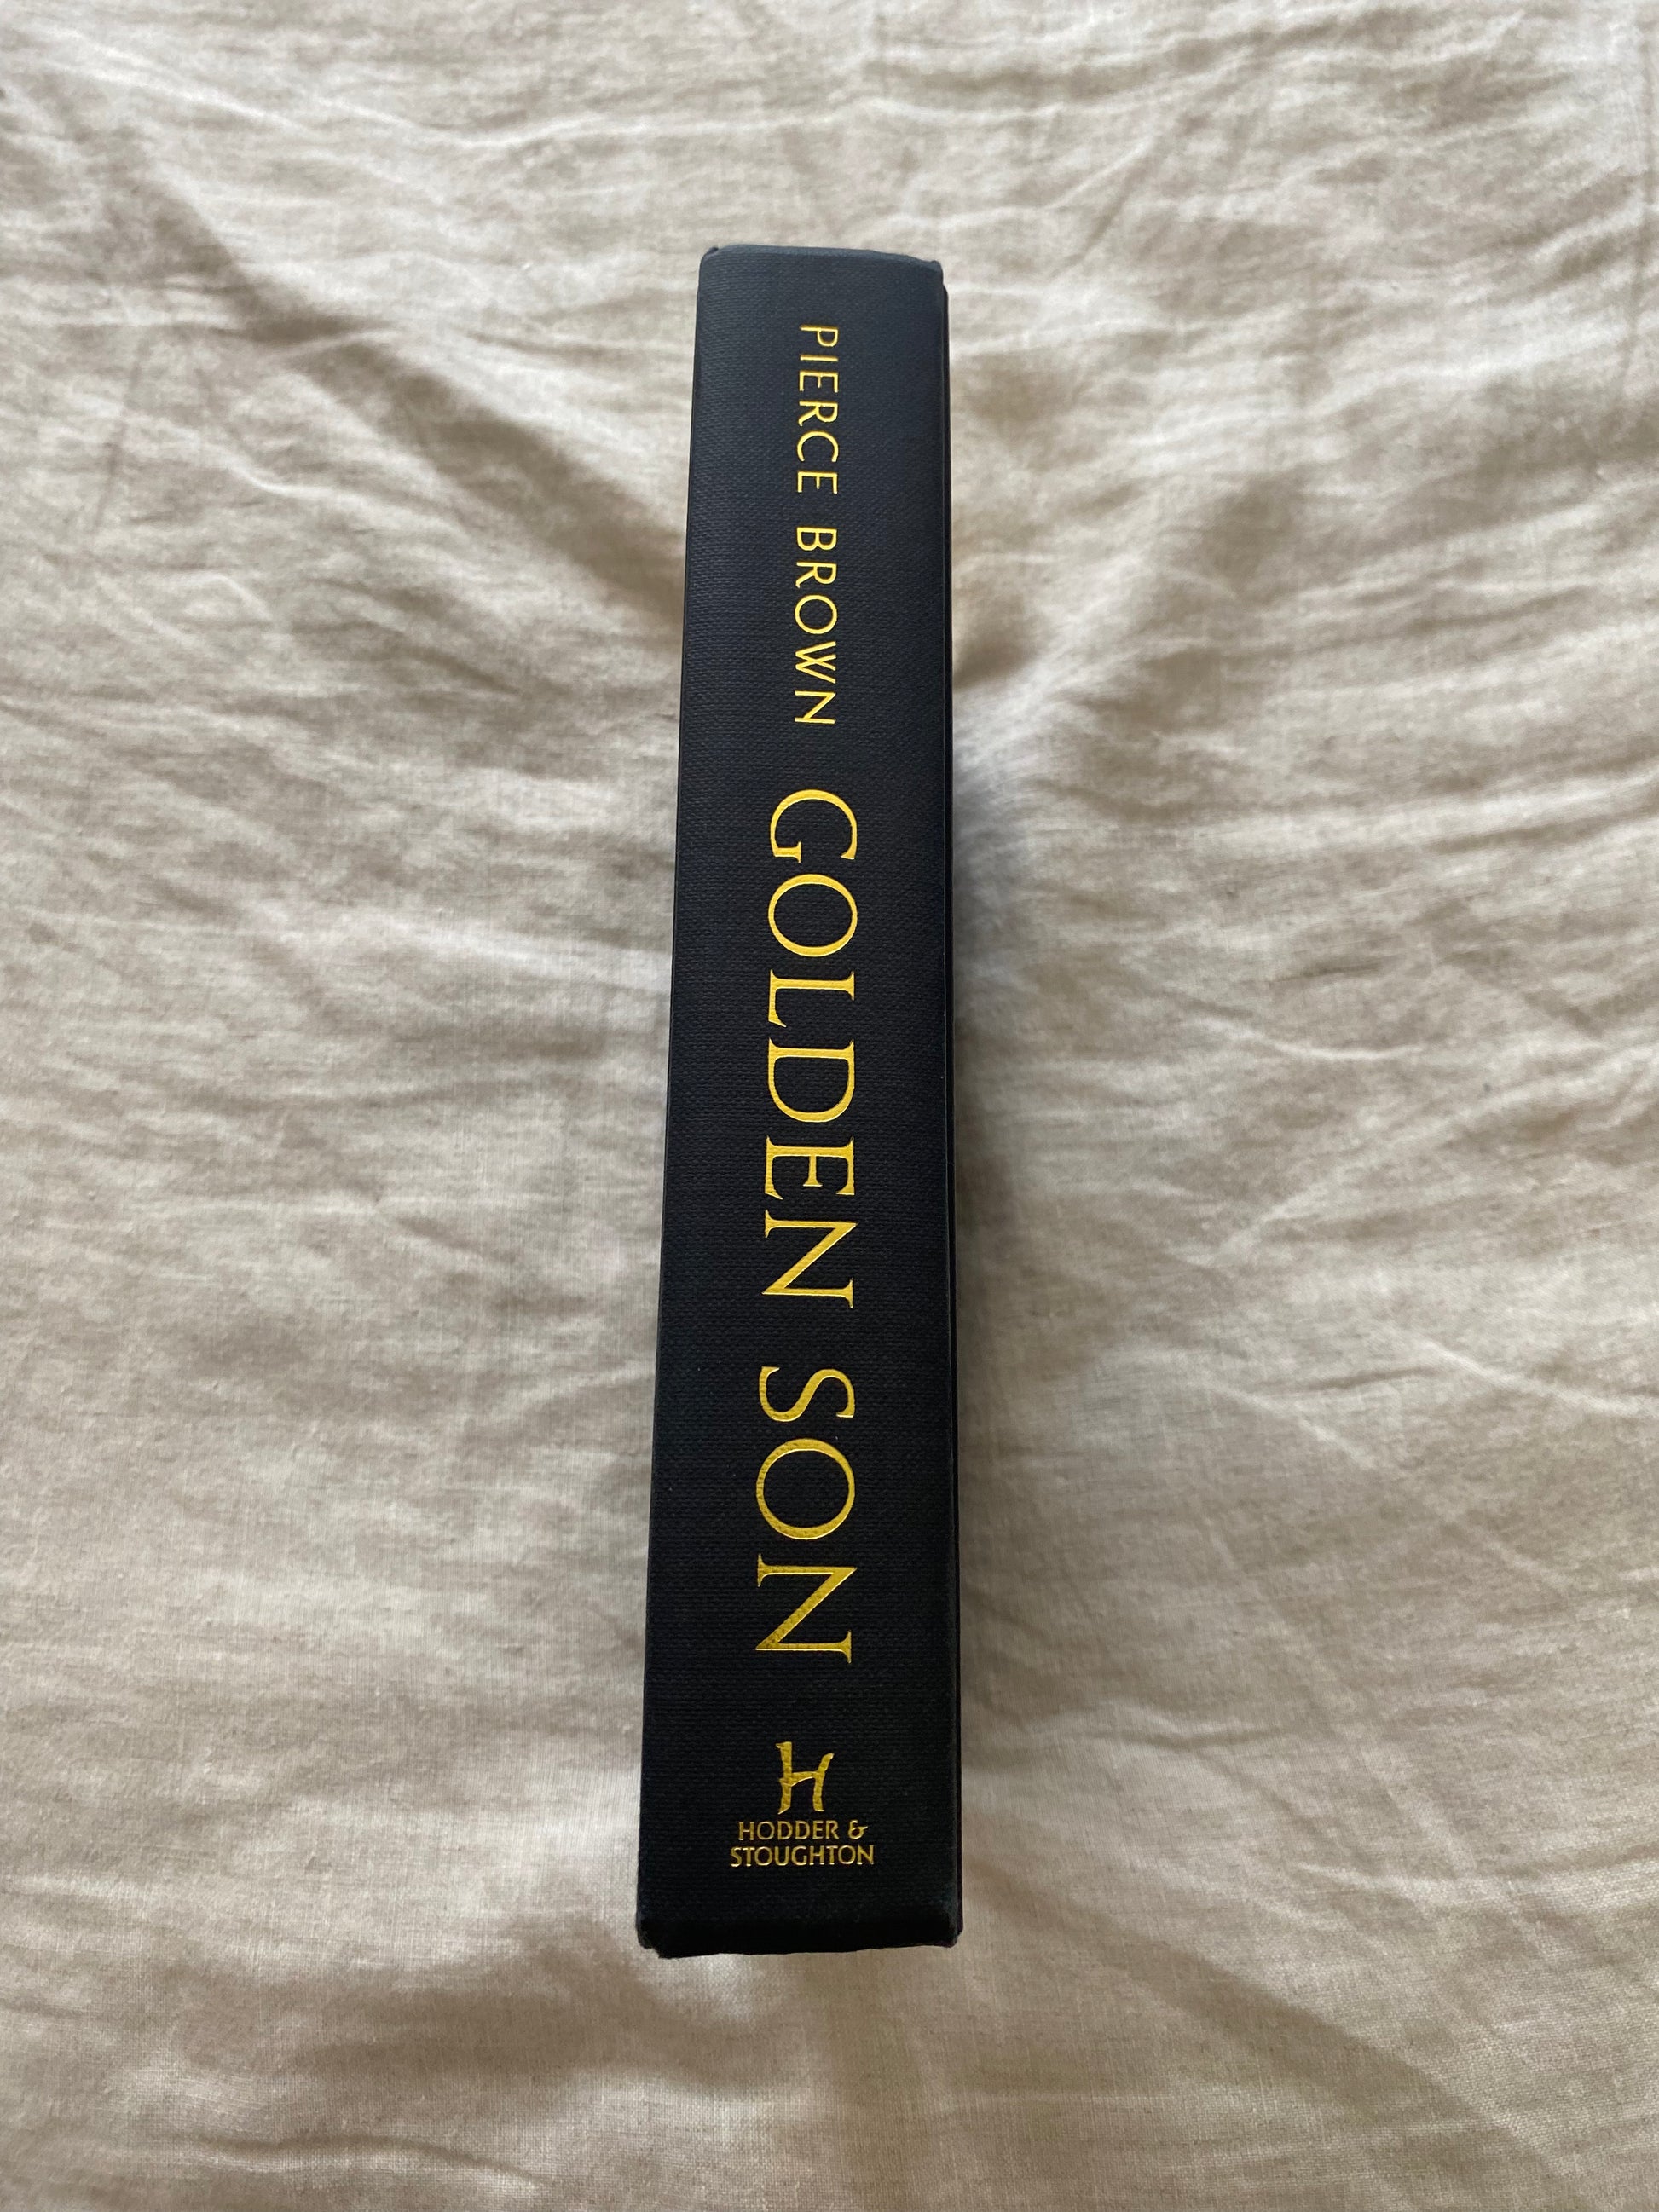 PIERCE BROWN
GOLDEN SON
H
HODDER &
STOUGHTON